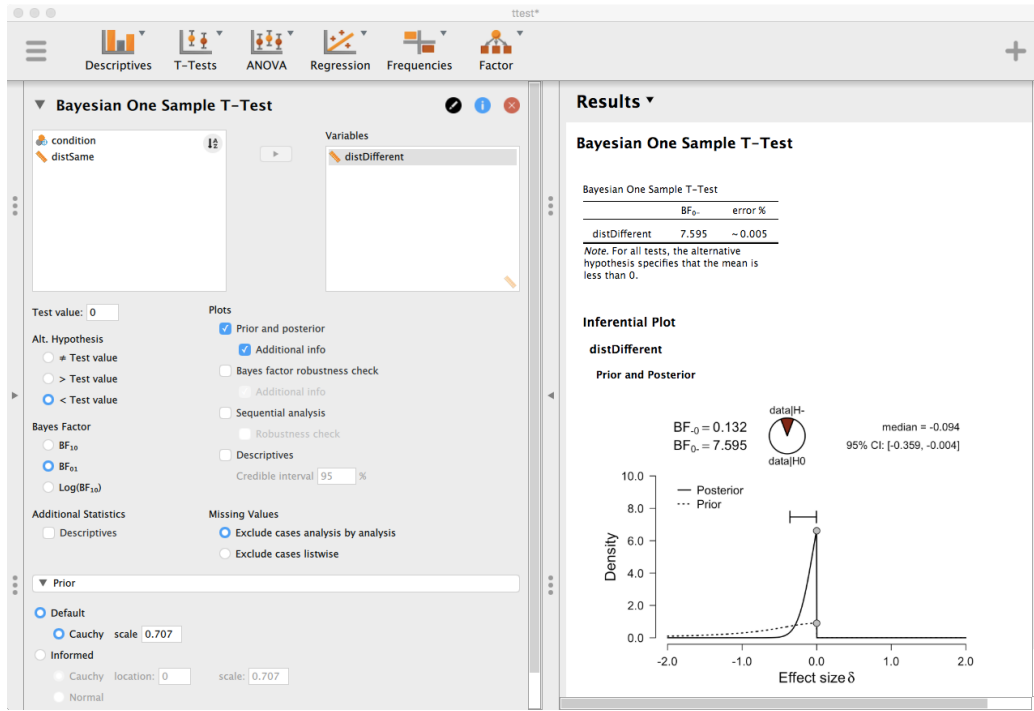 ttest*
Descriptives
T-Tests
ANOVA
Regression
Frequencies
Factor
Bayesian One Sample T-Test
condition
distSame
Variables
distDifferent
Test value: 0
Alt. Hypothesis
≠ Test value
> Test value
< Test value
Bayes Factor
BF₁₀
BF₀₁
Log(BF₁₀)
Additional Statistics
Descriptives
Plots
Prior and posterior
Additional info
Bayes factor robustness check
Additional info
Sequential analysis
Robustness check
Descriptives
Credible interval 95 %
Missing Values
Exclude cases analysis by analysis
Exclude cases listwise
Prior
Default
Cauchy scale 0.707
Informed
Cauchy location: 0 scale: 0.707
Normal
Results
Bayesian One Sample T-Test
Bayesian One Sample T-Test
BF₀₋ error %
distDifferent 7.595 ~ 0.005
Note. For all tests, the alternative
hypothesis specifies that the mean is
less than 0.
Inferential Plot
distDifferent
Prior and Posterior
data|H-
BF₋₀ = 0.132
BF₀₋ = 7.595
data|H0
median = -0.094
95% CI: [-0.359, -0.004]
Posterior
Prior
10.0
8.0
6.0
4.0
2.0
0.0
Density
-2.0 -1.0 0.0 1.0 2.0
Effect size δ